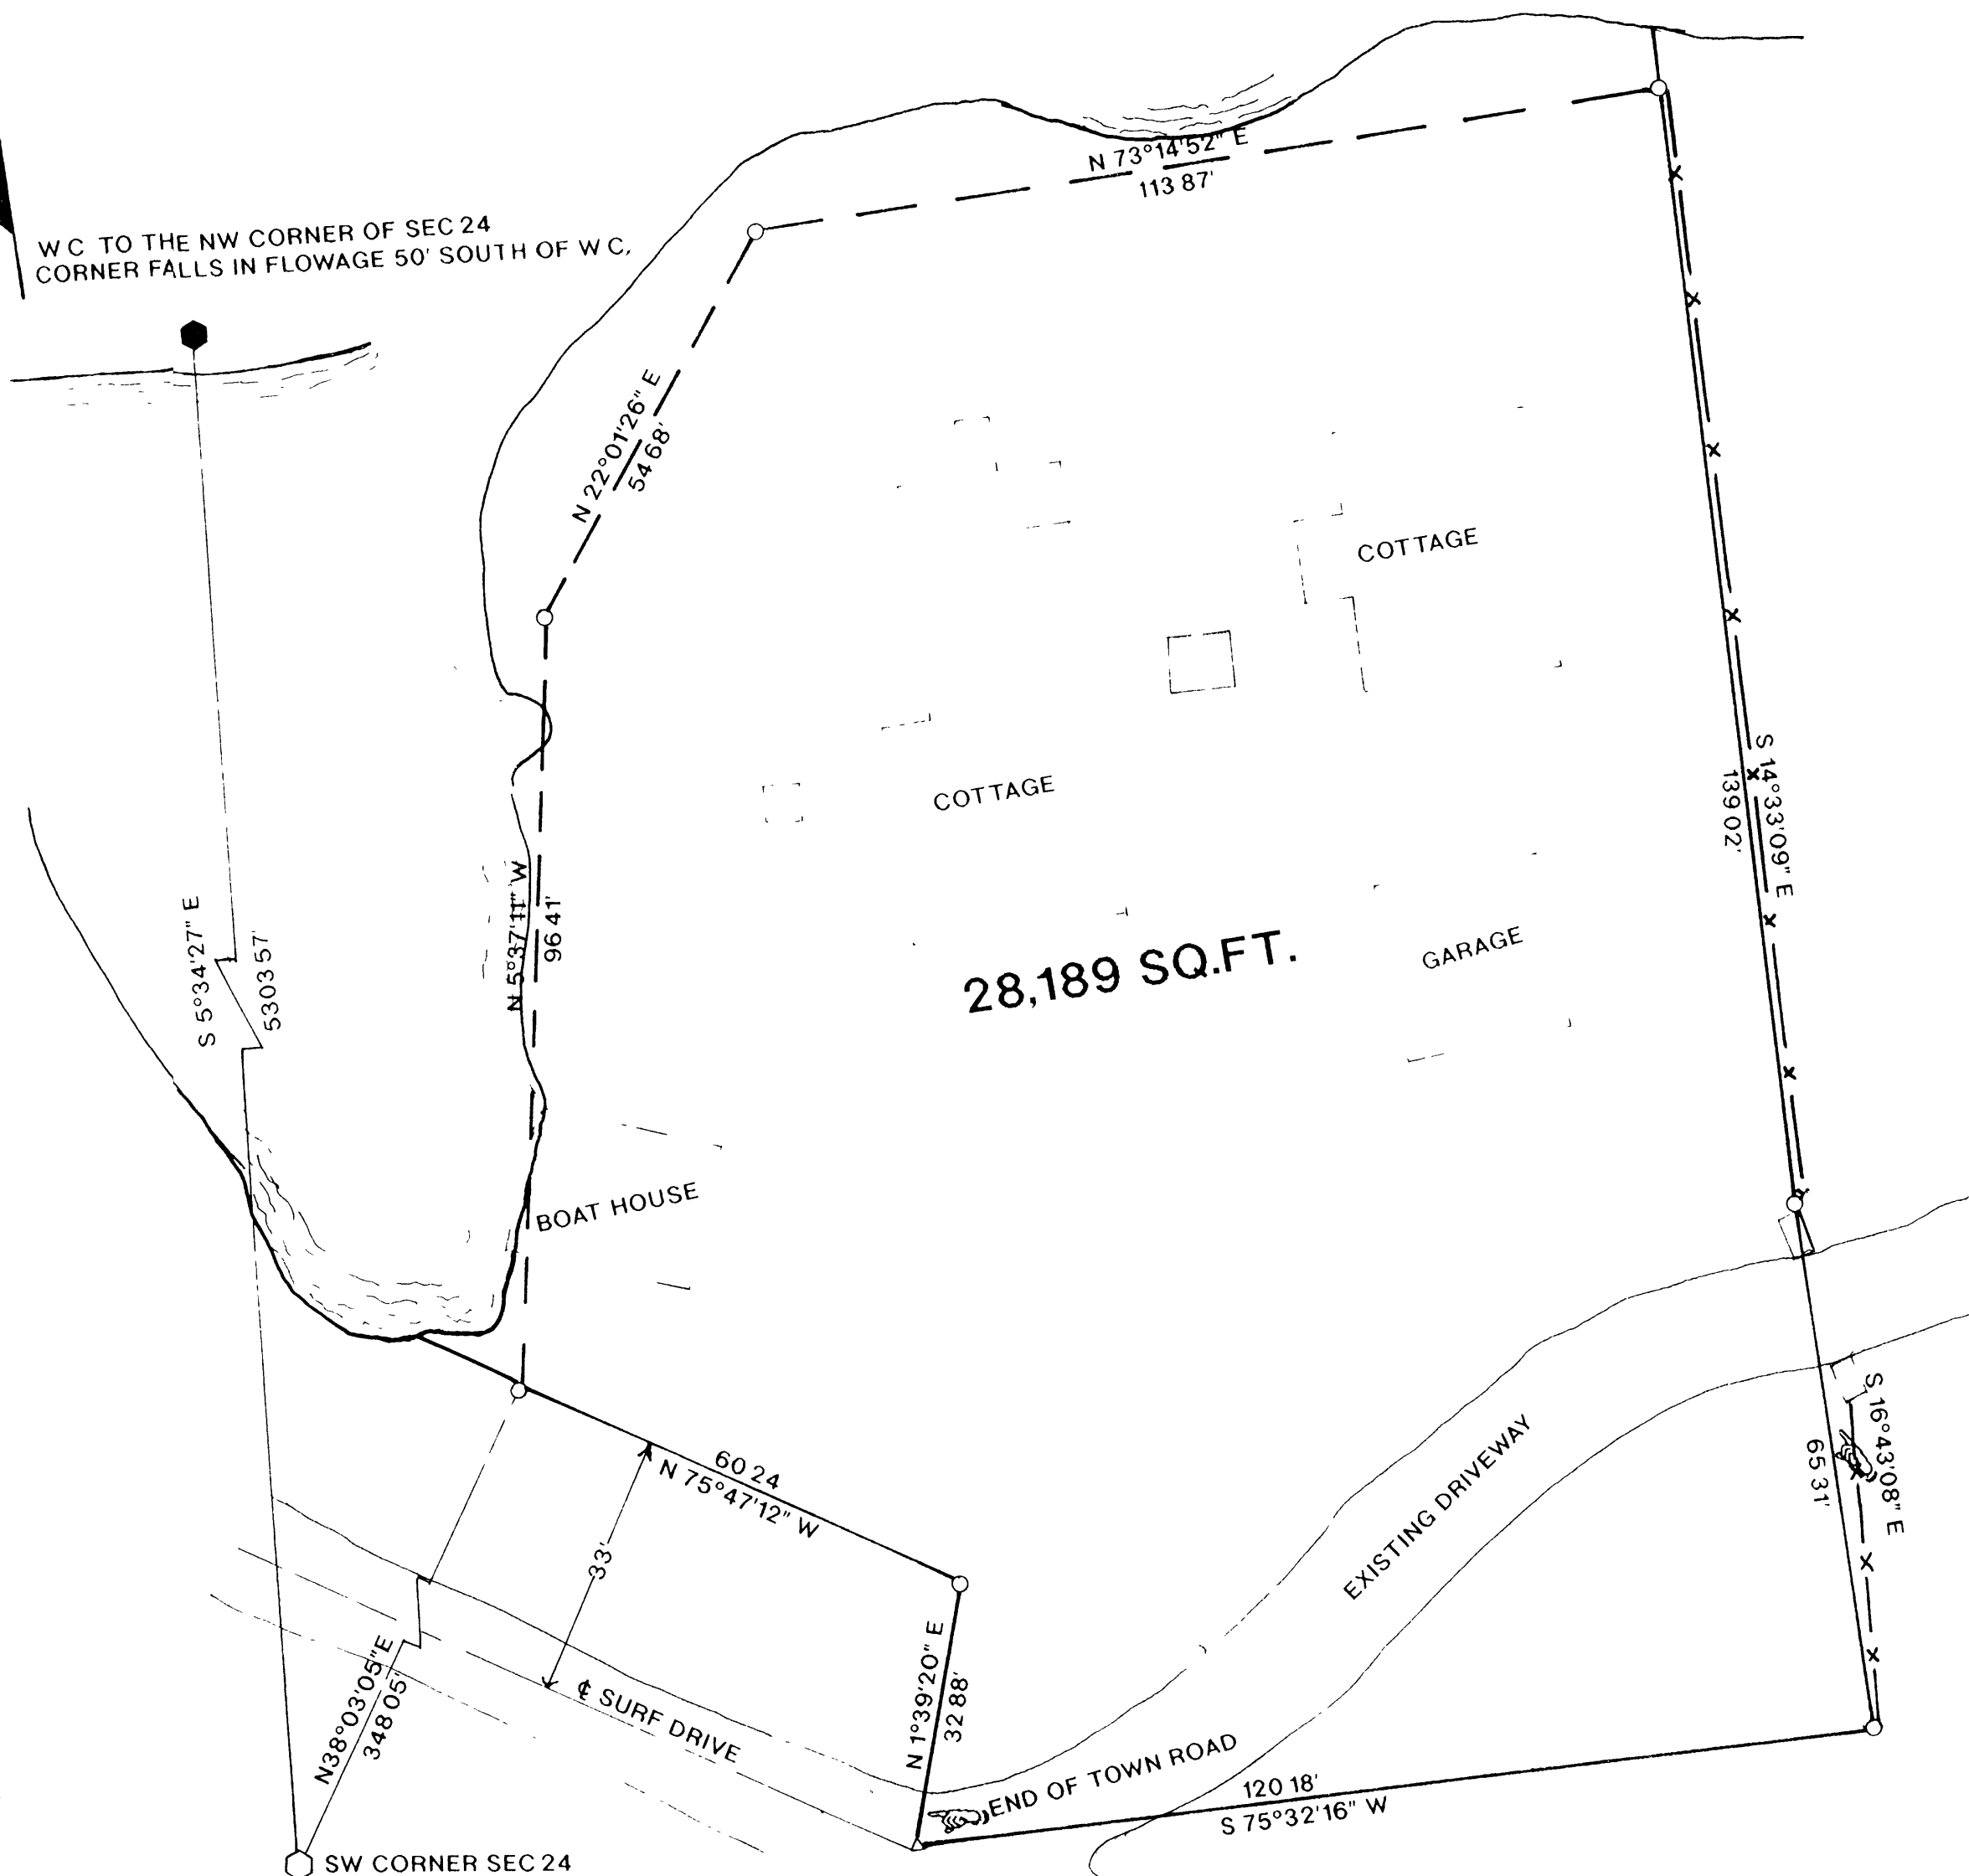 N 73°14'52" E
113 87'
W C TO THE NW CORNER OF SEC 24
CORNER FALLS IN FLOWAGE 50' SOUTH OF W C,
N 22°01'26" E
54 68'
COTTAGE
S 14°33'09" E
139 02'
COTTAGE
N 5°37'11" W
96 41'
S 5°34'27" E
5303 57'
28,189 SQ.FT.
GARAGE
BOAT HOUSE
S 16°43'08" E
65 31'
60 24
N 75°47'12" W
EXISTING DRIVEWAY
33'
N 1°39'20" E
32 88'
N38°03'05"E
348 05'
℄ SURF DRIVE
END OF TOWN ROAD
120 18'
S 75°32'16" W
SW CORNER SEC 24